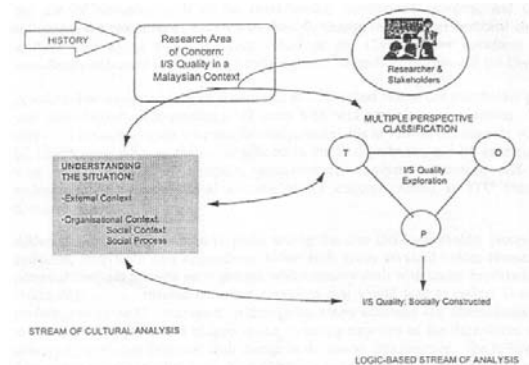 HISTORY
Research Area
of Concern:
I/S Quality in a
Malaysian Context
Researcher &
Stakeholders
MULTIPLE PERSPECTIVE
CLASSIFICATION
T
O
I/S Quality
Exploration
P
UNDERSTANDING
THE SITUATION:
-External Context
-Organisational Context
Social Context
Social Process
I/S Quality: Socially Constructed
STREAM OF CULTURAL ANALYSIS
LOGIC-BASED STREAM OF ANALYSIS